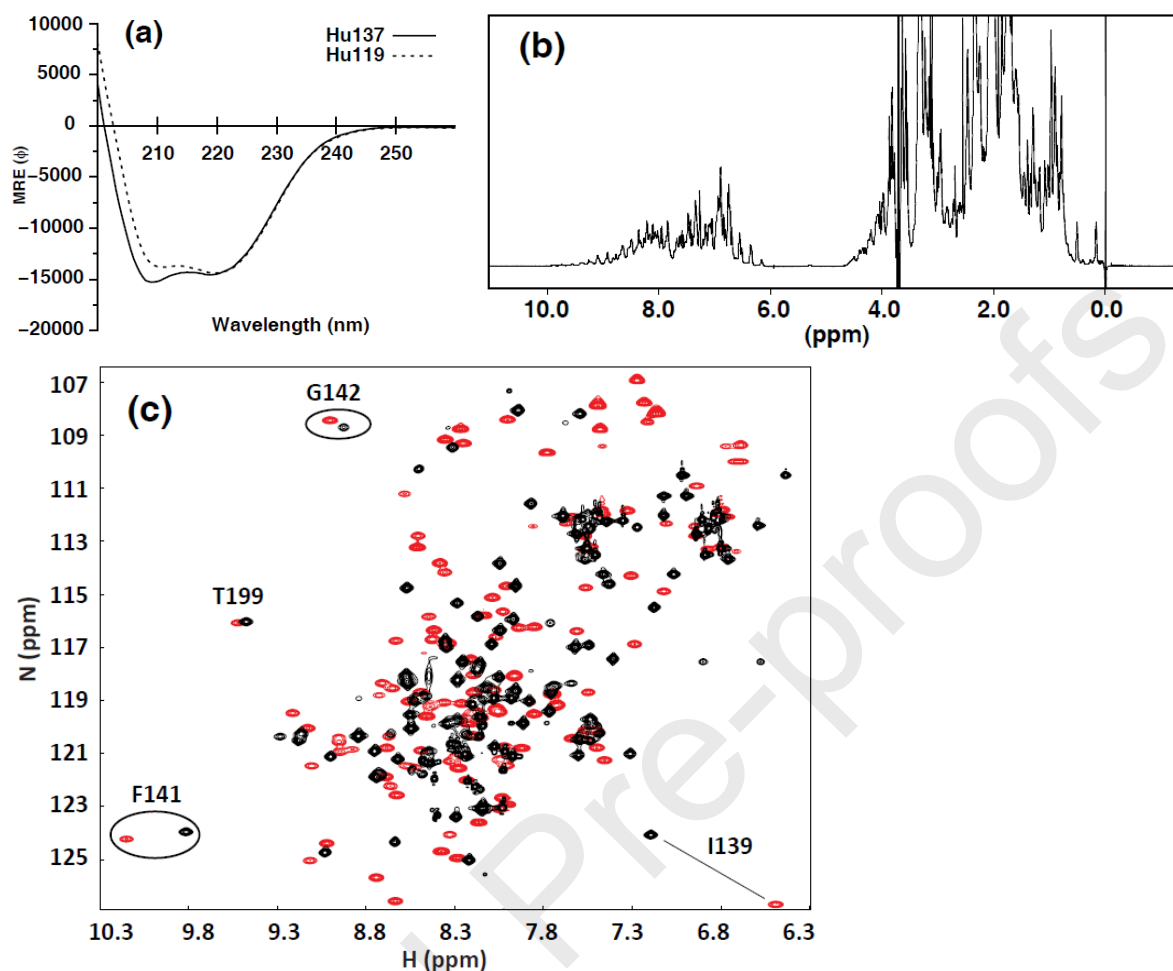 (a)
Hu137
Hu119
10000
5000
0
−5000
−10000
−15000
−20000
MRE (ϕ)
210 220 230 240 250
Wavelength (nm)
(b)
10.0 8.0 6.0 4.0 2.0 0.0
(ppm)
(c)
G142
T199
F141
I139
107
109
111
113
115
117
119
121
123
125
N (ppm)
10.3 9.8 9.3 8.8 8.3 7.8 7.3 6.8 6.3
H (ppm)
Pre-proofs